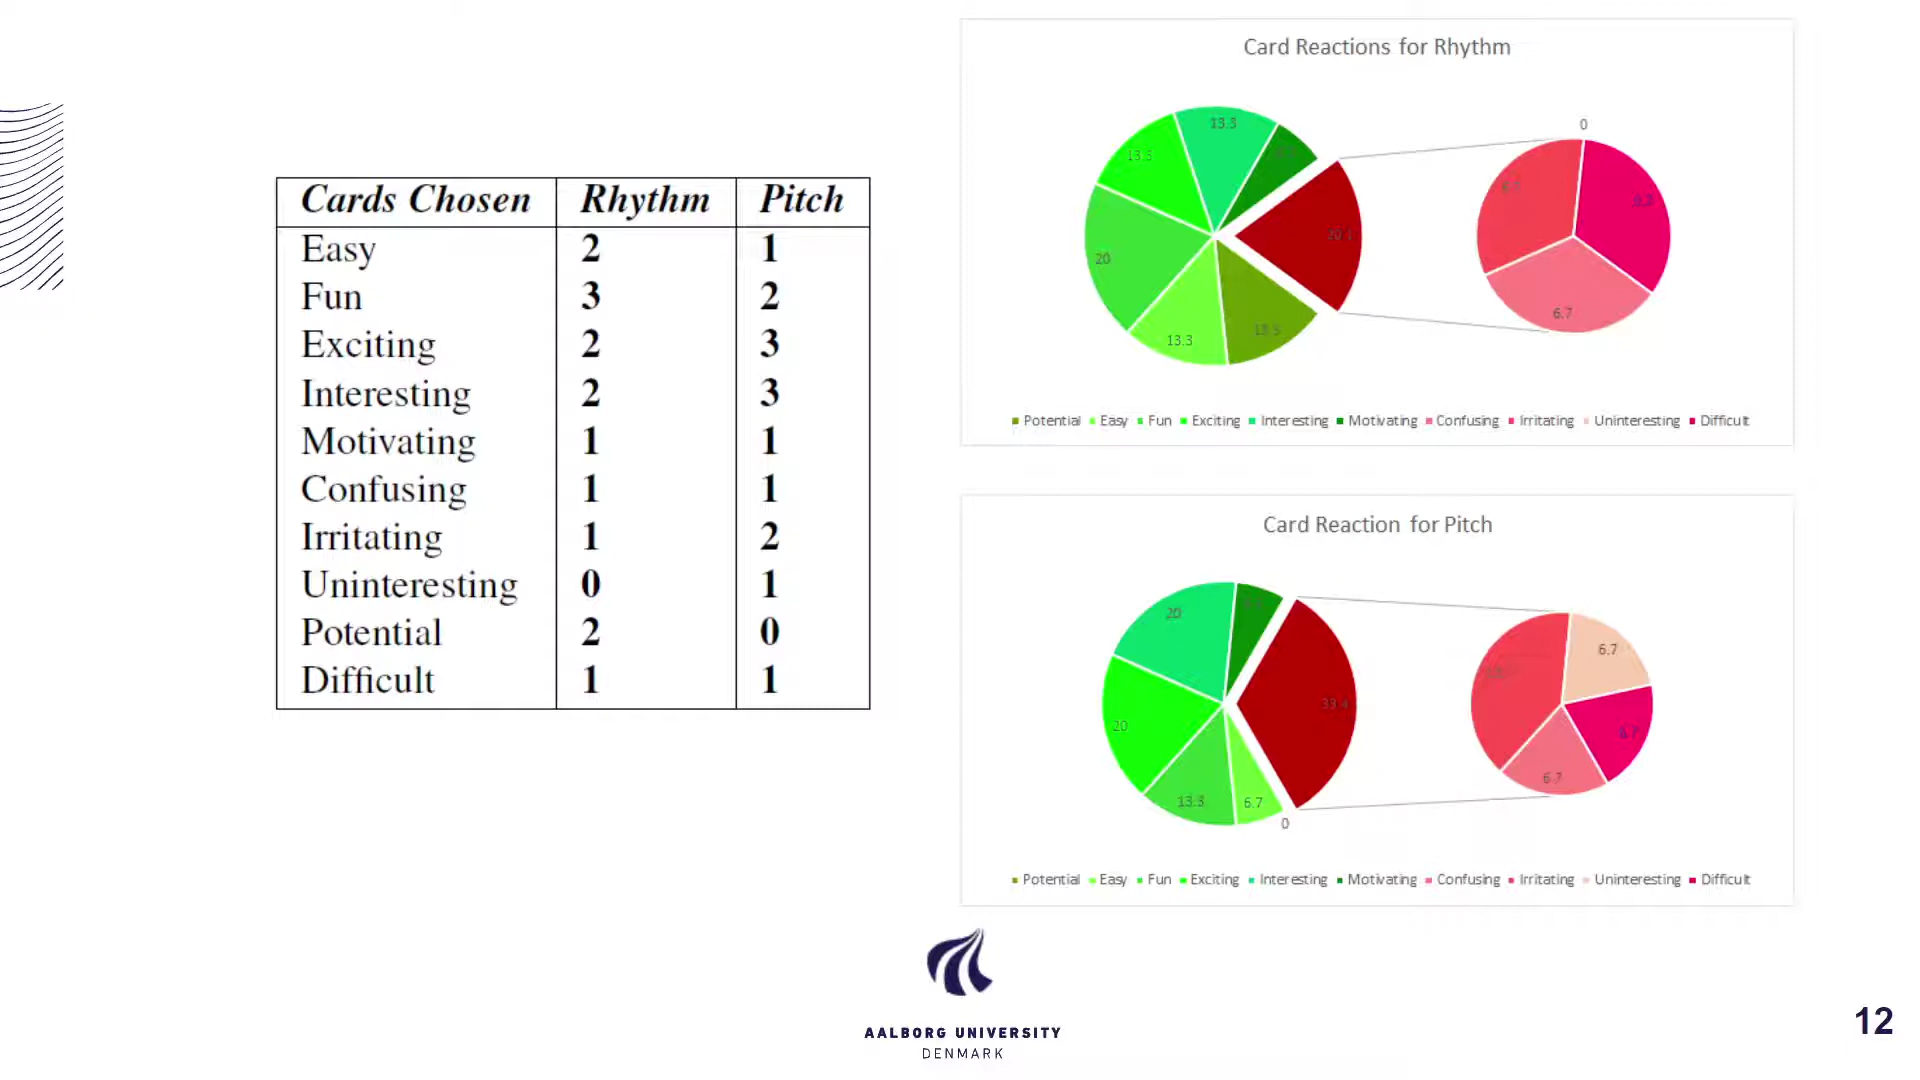 Cards Chosen Rhythm Pitch
Easy 2 1
Fun 3 2
Exciting 2 3
Interesting 2 3
Motivating 1 1
Confusing 1 1
Irritating 1 2
Uninteresting 0 1
Potential 2 0
Difficult 1 1
Card Reactions for Rhythm
13.3
0
13.3
20
6.7
13.3
Potential Easy Fun Exciting Interesting Motivating Confusing Irritating Uninteresting Difficult
Card Reaction for Pitch
20
6.7
33.4
20
13.3
6.7
6.7
0
Potential Easy Fun Exciting Interesting Motivating Confusing Irritating Uninteresting Difficult
AALBORG UNIVERSITY
DENMARK
12